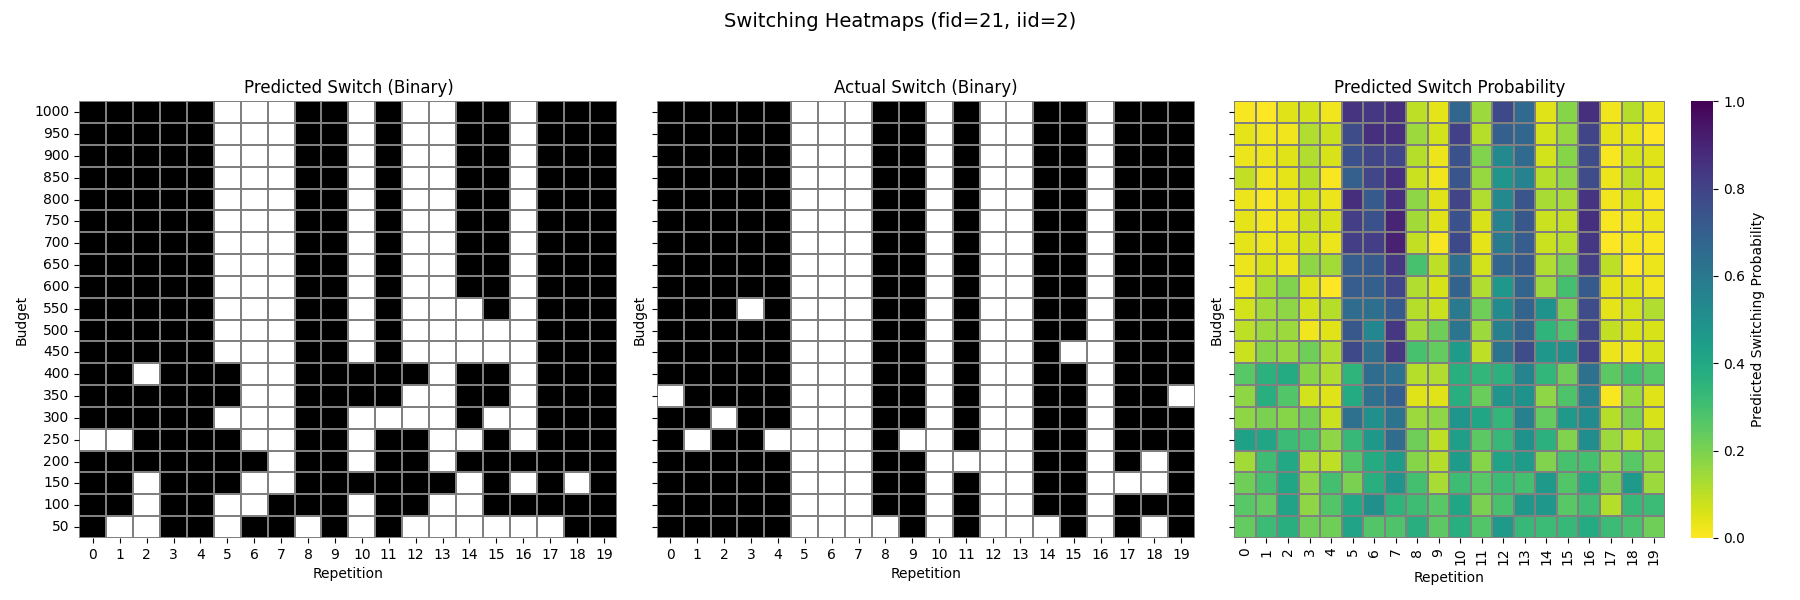 Switching Heatmaps (fid=21, iid=2)
Predicted Switch (Binary)
Actual Switch (Binary)
Predicted Switch Probability
Budget
1000
950
900
850
800
750
700
650
600
550
500
450
400
350
300
250
200
150
100
50
0 1 2 3 4 5 6 7 8 9 10 11 12 13 14 15 16 17 18 19
Repetition
Budget
0 1 2 3 4 5 6 7 8 9 10 11 12 13 14 15 16 17 18 19
Repetition
Budget
0 1 2 3 4 5 6 7 8 9 10 11 12 13 14 15 16 17 18 19
Repetition
1.0
0.8
0.6
0.4
0.2
0.0
Predicted Switching Probability